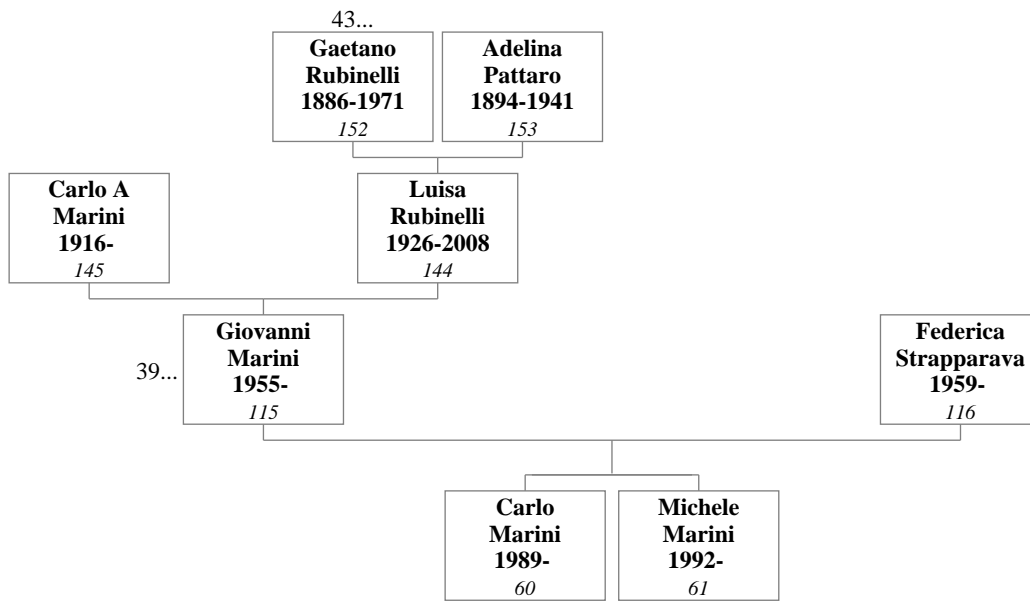 43...
Gaetano
Rubinelli
1886-1971
152
Adelina
Pattaro
1894-1941
153
Carlo A
Marini
1916-
145
Luisa
Rubinelli
1926-2008
144
39...
Giovanni
Marini
1955-
115
Federica
Strapparava
1959-
116
Carlo
Marini
1989-
60
Michele
Marini
1992-
61